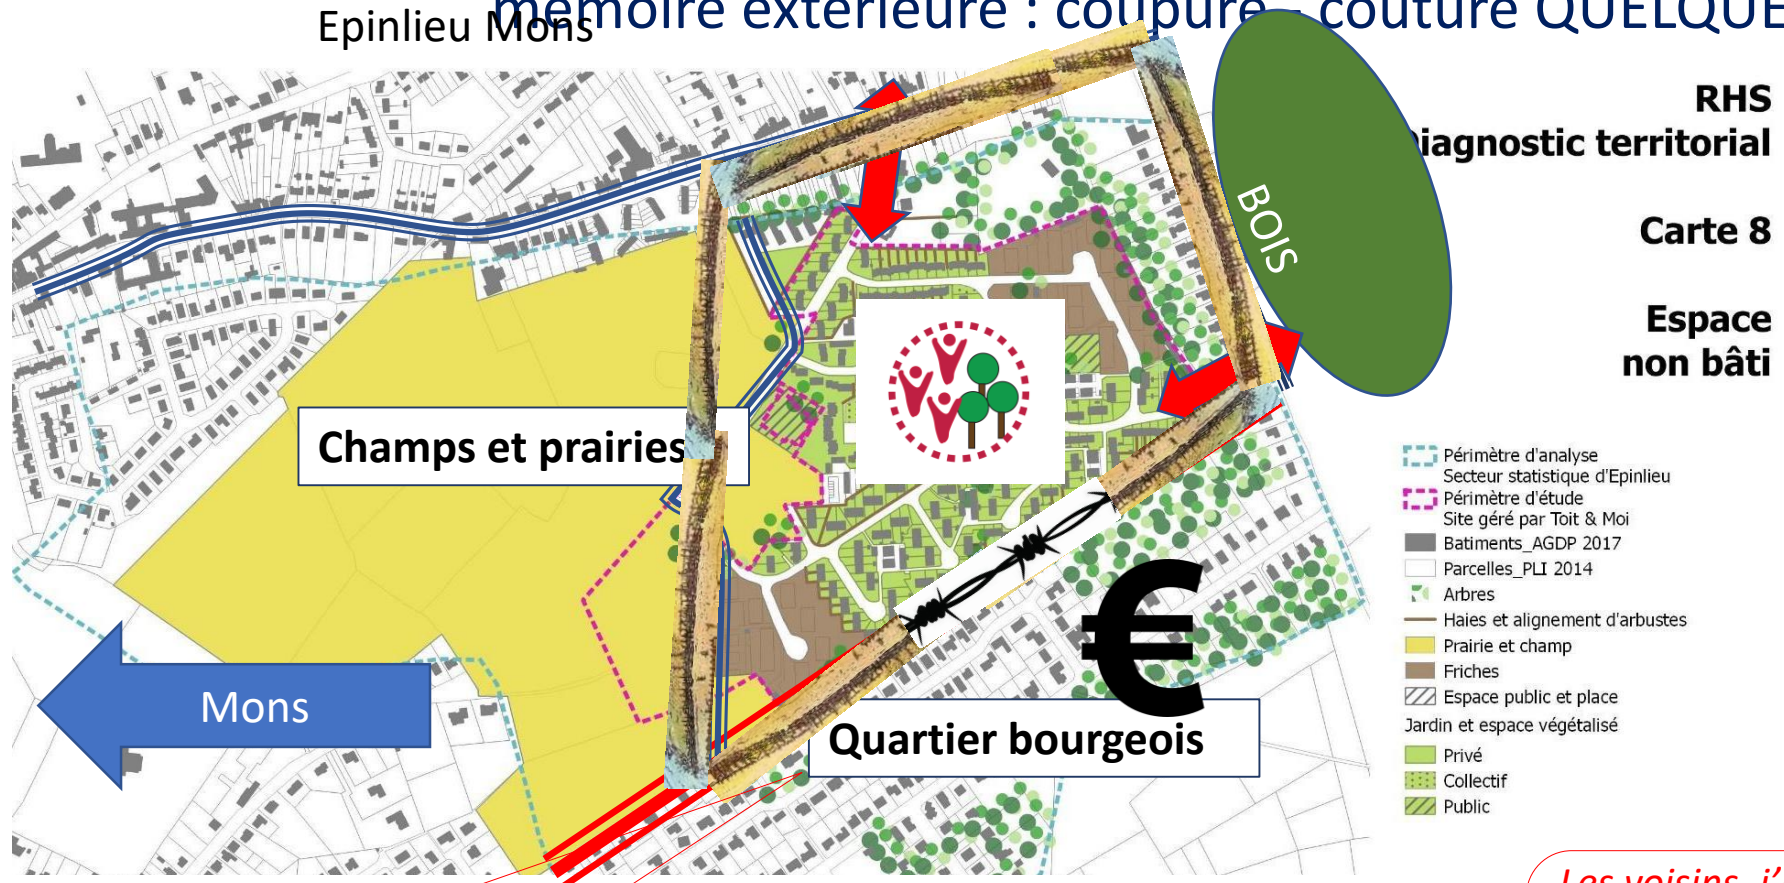 mémoire extérieure : coupure - couture QUELQUE
Epinlieu Mons
RHS
iagnostic territorial
Carte 8
Espace
non bâti
BOIS
Champs et prairies
Mons
Quartier bourgeois
€
Périmètre d'analyse
Secteur statistique d'Epinlieu
Périmètre d'étude
Site géré par Toit & Moi
Batiments_AGDP 2017
Parcelles_PLI 2014
Arbres
Haies et alignement d'arbustes
Prairie et champ
Friches
Espace public et place
Jardin et espace végétalisé
Privé
Collectif
Public
Les voisins, j'